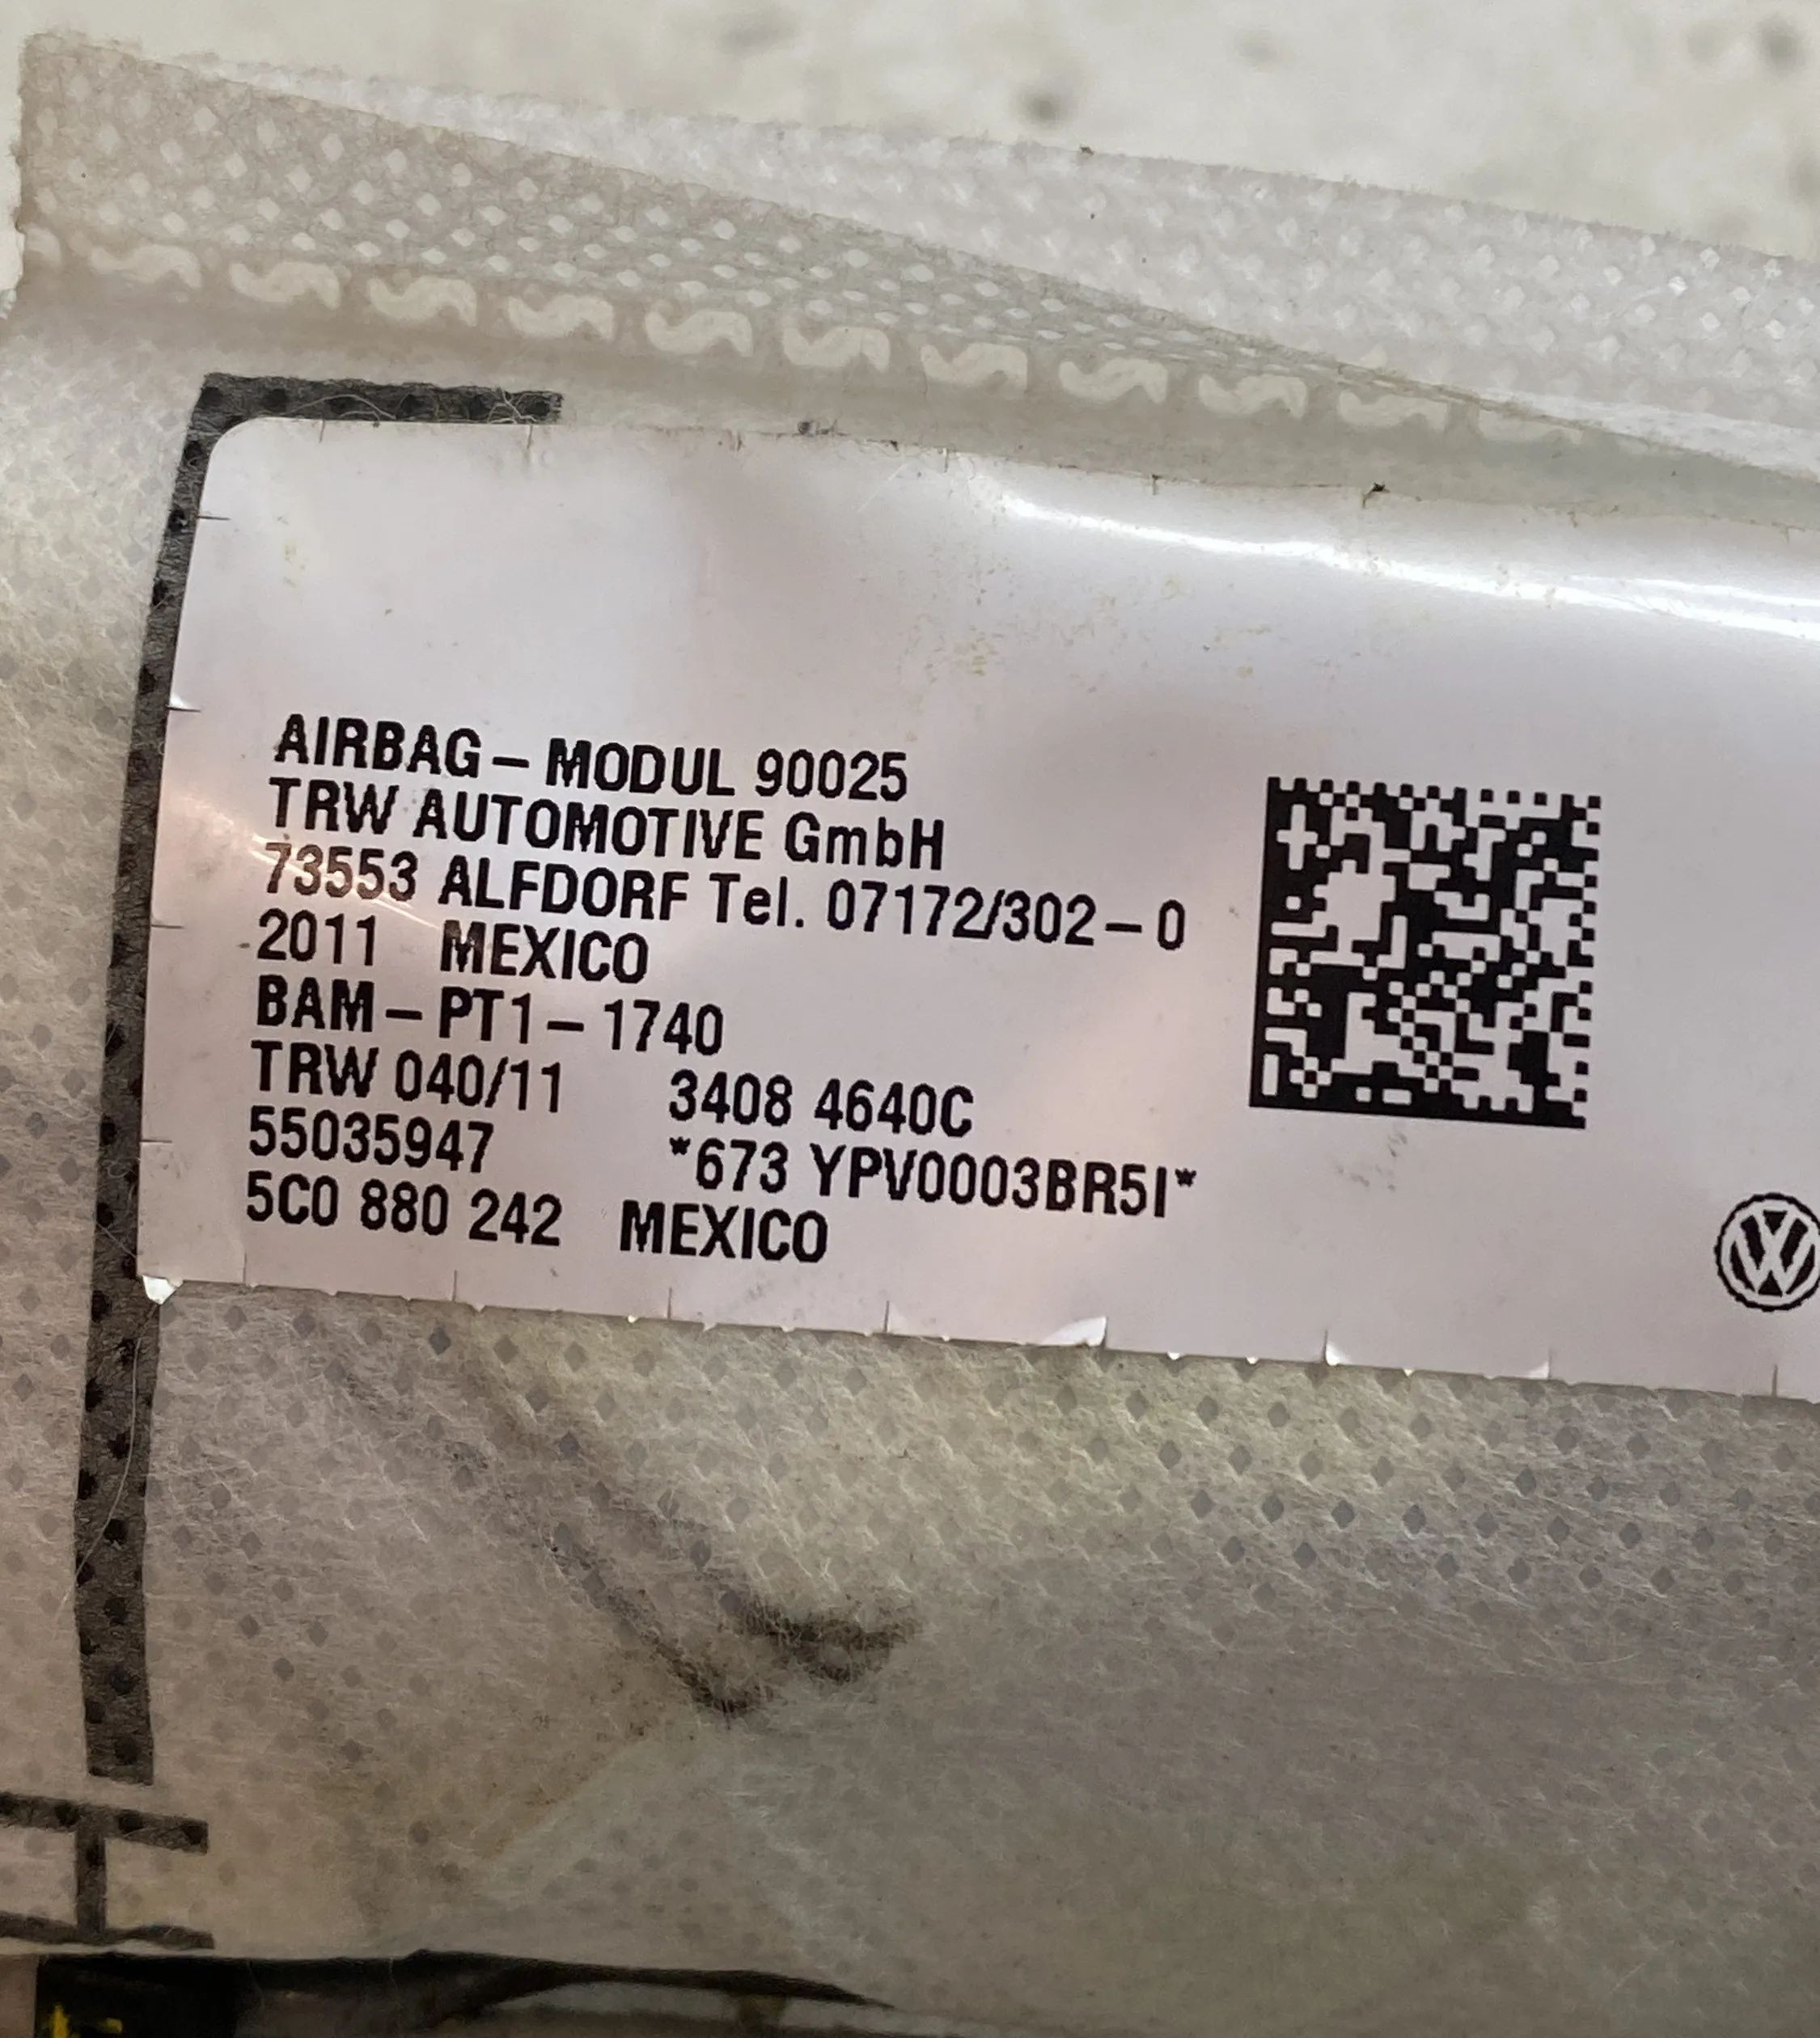 AIRBAG – MODUL 90025
TRW AUTOMOTIVE GmbH
73553 ALFDORF Tel. 07172/302-0
2011 MEXICO
BAM – PT1 – 1740
TRW 040/11 3408 4640C
55035947 *673 YPV0003BR5I*
5C0 880 242 MEXICO